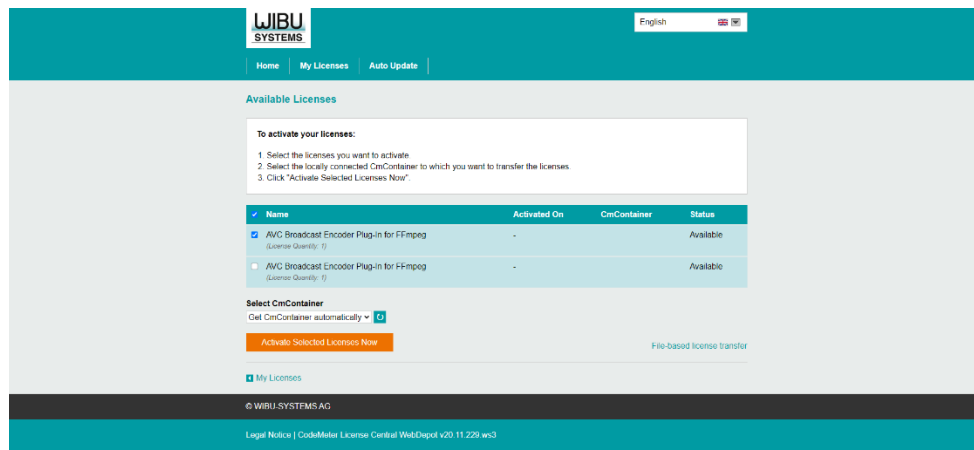 WIBU
SYSTEMS
English
Home My Licenses Auto Update
Available Licenses
To activate your licenses:
1. Select the licenses you want to activate
2. Select the locally connected CmContainer to which you want to transfer the licenses
3. Click "Activate Selected Licenses Now".
Name Activated On CmContainer Status
AVC Broadcast Encoder Plug-In for FFmpeg - Available
(License Quantity: 1)
AVC Broadcast Encoder Plug-In for FFmpeg - Available
(License Quantity: 1)
Select CmContainer
Get CmContainer automatically
Activate Selected Licenses Now
File-based license transfer
My Licenses
© WIBU-SYSTEMS AG
Legal Notice | CodeMeter License Central WebDepot v20.11.229.ws3